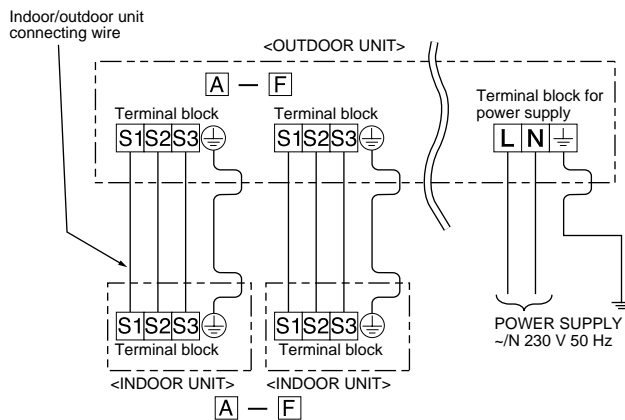 Indoor/outdoor unit
connecting wire
<OUTDOOR UNIT>
A – F
Terminal block
S1 S2 S3
Terminal block
S1 S2 S3
Terminal block for
power supply
L N
S1 S2 S3
Terminal block
S1 S2 S3
Terminal block
<INDOOR UNIT> <INDOOR UNIT>
A – F
POWER SUPPLY
~/N 230 V 50 Hz